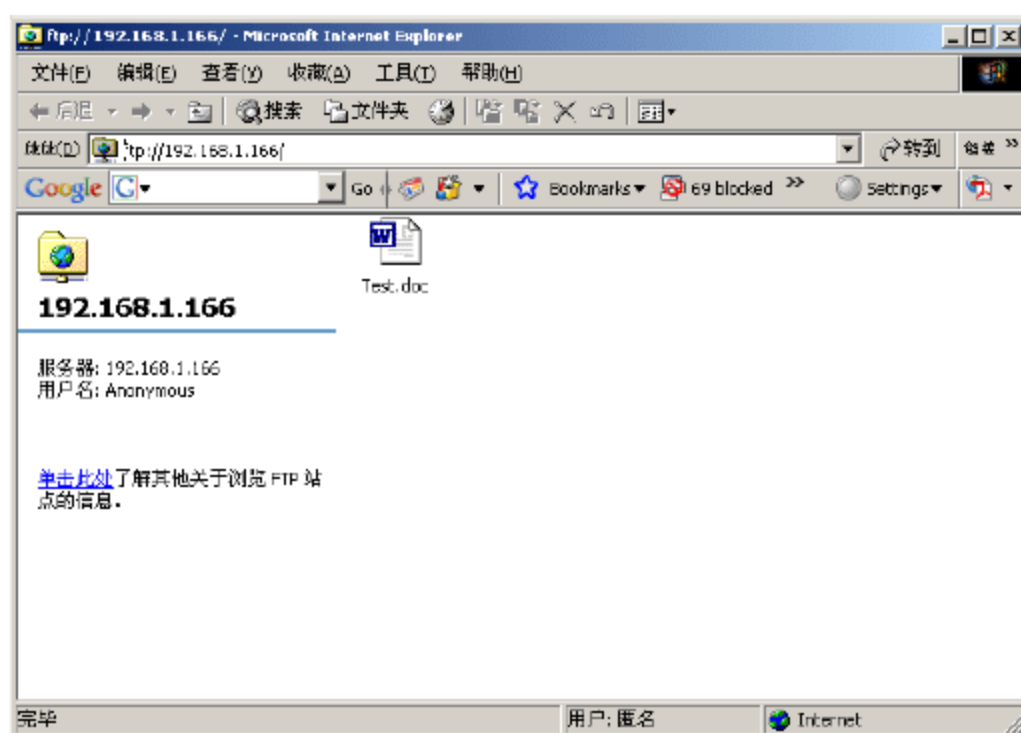 ftp://192.168.1.166/ - Microsoft Internet Explorer
文件(F) 编辑(E) 查看(V) 收藏(A) 工具(T) 帮助(H)
后退 搜索 文件夹
(D) tp://192.168.1.166/ 转到
Google G Go Bookmarks 69 blocked Settings
W
Test.doc
192.168.1.166
服务器: 192.168.1.166
用户名: Anonymous
单击此处了解其他关于浏览 FTP 站
点的信息.
完毕 用户: 匿名 Internet